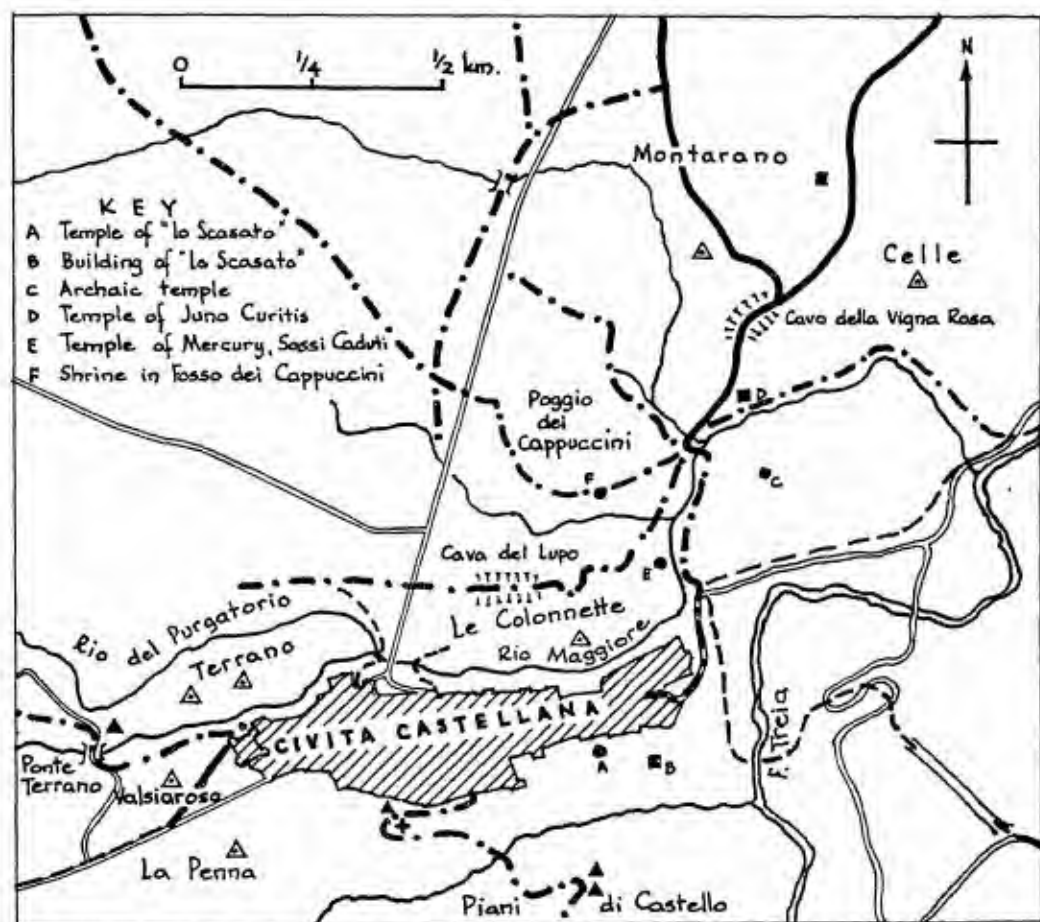 0 1/4 1/2 km.
N
Montarano
KEY
A Temple of "lo Scasato"
B Building of "lo Scasato"
C Archaic temple
D Temple of Juno Curitis
E Temple of Mercury, Sassi Caduti
F Shrine in Fosso dei Cappuccini
Celle
Cavo della Vigna Rosa
D
Poggio
dei
Cappuccini
F
C
Cava del Lupo
E
Le Colonnette
Rio del Purgatorio
Terrano
Rio Maggiore
CIVITA CASTELLANA
F. Treia
A
B
Ponte
Terrano
Valsiarosa
La Penna
Piani di Castello